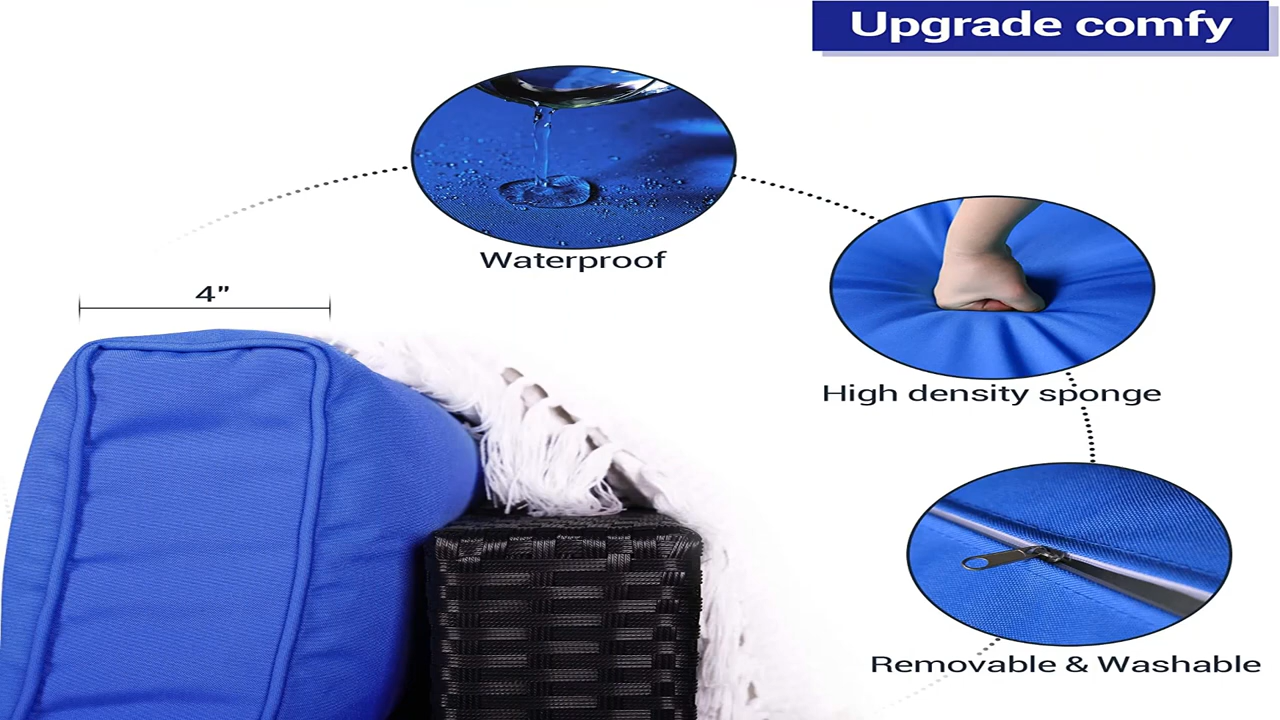 Upgrade comfy
Waterproof
4”
High density sponge
Removable & Washable